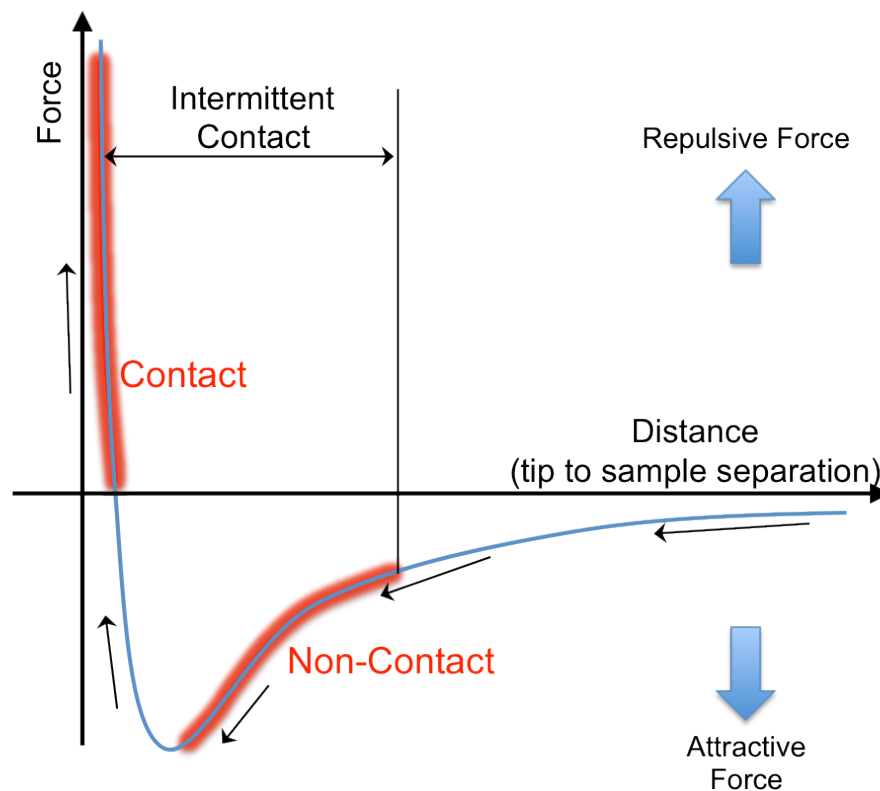 Force
Intermittent
Contact
Repulsive Force
Contact
Distance
(tip to sample separation)
Non-Contact
Attractive
Force